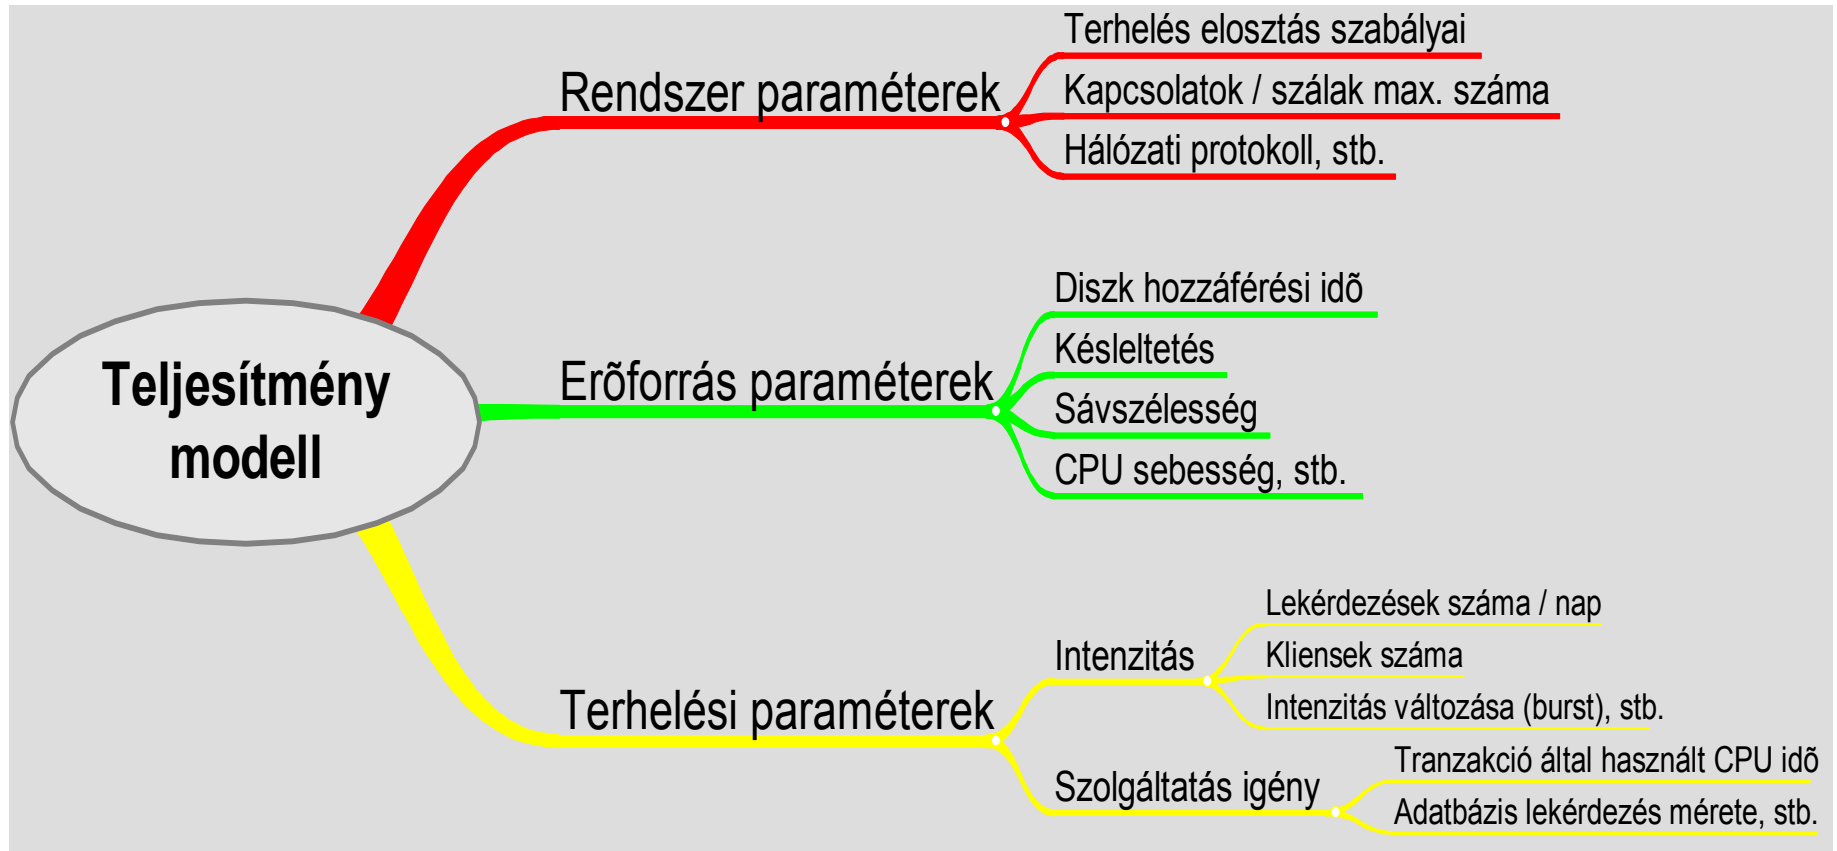 Teljesítmény
modell
Rendszer paraméterek
Terhelés elosztás szabályai
Kapcsolatok / szálak max. száma
Hálózati protokoll, stb.
Erõforrás paraméterek
Diszk hozzáférési idõ
Késleltetés
Sávszélesség
CPU sebesség, stb.
Terhelési paraméterek
Intenzitás
Lekérdezések száma / nap
Kliensek száma
Intenzitás változása (burst), stb.
Szolgáltatás igény
Tranzakció által használt CPU idõ
Adatbázis lekérdezés mérete, stb.